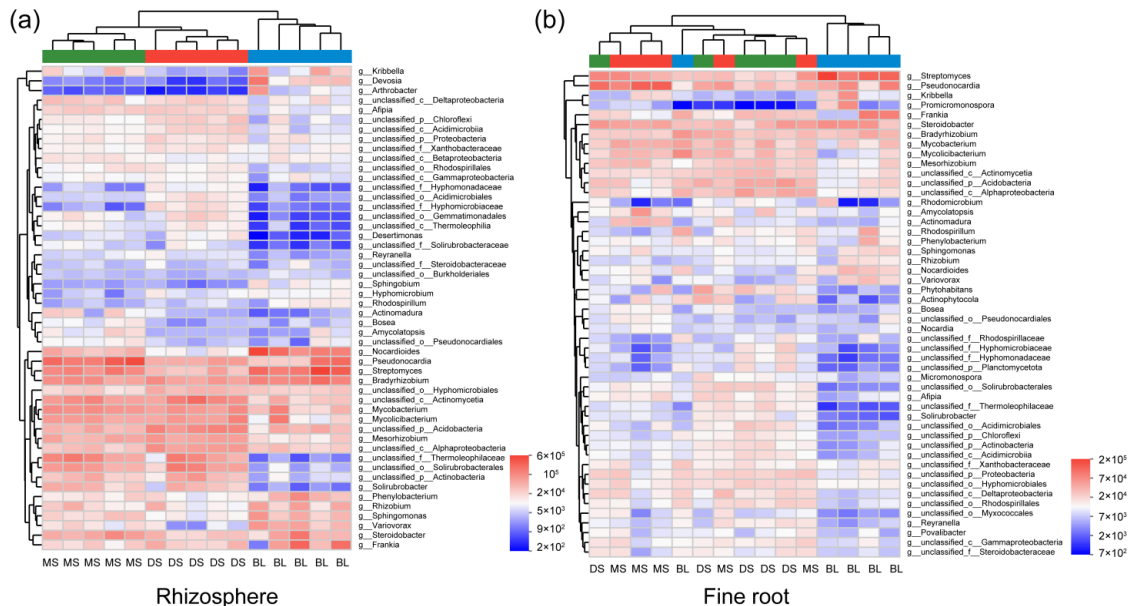 (a)
g__Kribbella
g__Devosia
g__Arthrobacter
g__unclassified_c__Deltaproteobacteria
g__Afipia
g__unclassified_p__Chloroflexi
g__unclassified_c__Acidimicrobiia
g__unclassified_p__Proteobacteria
g__unclassified_f__Xanthobacteraceae
g__unclassified_c__Betaproteobacteria
g__unclassified_o__Rhodospirillales
g__unclassified_c__Gammaproteobacteria
g__unclassified_f__Hyphomonadaceae
g__unclassified_o__Acidimicrobiales
g__unclassified_f__Hyphomicrobiaceae
g__unclassified_o__Gemmatimonadales
g__unclassified_c__Thermoleophilia
g__Desertimonas
g__unclassified_f__Solirubrobacteraceae
g__Reyranella
g__unclassified_f__Steroidobacteraceae
g__unclassified_o__Burkholderiales
g__Sphingobium
g__Hyphomicrobium
g__Rhodospirillum
g__Actinomadura
g__Bosea
g__Amycolatopsis
g__unclassified_o__Pseudonocardiales
g__Nocardioides
g__Pseudonocardia
g__Streptomyces
g__Bradyrhizobium
g__unclassified_o__Hyphomicrobiales
g__unclassified_c__Actinomycetia
g__Mycobacterium
g__Mycolicibacterium
g__unclassified_p__Acidobacteria
g__Mesorhizobium
g__unclassified_c__Alphaproteobacteria
g__unclassified_f__Thermoleophilaceae
g__unclassified_o__Solirubrobacterales
g__unclassified_p__Actinobacteria
g__Solirubrobacter
g__Phenylobacterium
g__Rhizobium
g__Sphingomonas
g__Variovorax
g__Steroidobacter
g__Frankia
6×10⁵
10⁵
2×10⁴
5×10³
9×10²
2×10²
MS MS MS MS MS DS DS DS DS DS BL BL BL BL BL
Rhizosphere
(b)
g__Streptomyces
g__Pseudonocardia
g__Kribbella
g__Promicromonospora
g__Frankia
g__Steroidobacter
g__Bradyrhizobium
g__Mycobacterium
g__Mycolicibacterium
g__Mesorhizobium
g__unclassified_c__Actinomycetia
g__unclassified_p__Acidobacteria
g__unclassified_c__Alphaproteobacteria
g__Rhodomicrobium
g__Amycolatopsis
g__Actinomadura
g__Rhodospirillum
g__Phenylobacterium
g__Sphingomonas
g__Rhizobium
g__Nocardioides
g__Variovorax
g__Phytohabitans
g__Actinophytocola
g__Bosea
g__unclassified_o__Pseudonocardiales
g__Nocardia
g__unclassified_f__Rhodospirillaceae
g__unclassified_f__Hyphomicrobiaceae
g__unclassified_f__Hyphomonadaceae
g__unclassified_p__Planctomycetota
g__Micromonospora
g__unclassified_o__Solirubrobacterales
g__Afipia
g__unclassified_f__Thermoleophilaceae
g__Solirubrobacter
g__unclassified_o__Acidimicrobiales
g__unclassified_p__Chloroflexi
g__unclassified_p__Actinobacteria
g__unclassified_c__Acidimicrobiia
g__unclassified_f__Xanthobacteraceae
g__unclassified_p__Proteobacteria
g__unclassified_o__Hyphomicrobiales
g__unclassified_c__Deltaproteobacteria
g__unclassified_o__Rhodospirillales
g__unclassified_o__Myxococcales
g__Reyranella
g__Povalibacter
g__unclassified_c__Gammaproteobacteria
g__unclassified_f__Steroidobacteraceae
2×10⁵
7×10⁴
2×10⁴
7×10³
2×10³
7×10²
DS MS MS MS BL DS MS DS DS DS MS BL BL BL BL
Fine root